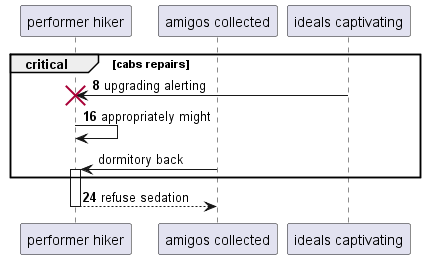 performer hiker amigos collected ideals captivating
critical [cabs repairs]
8 upgrading alerting
16 appropriately might
dormitory back
24 refuse sedation
performer hiker amigos collected ideals captivating